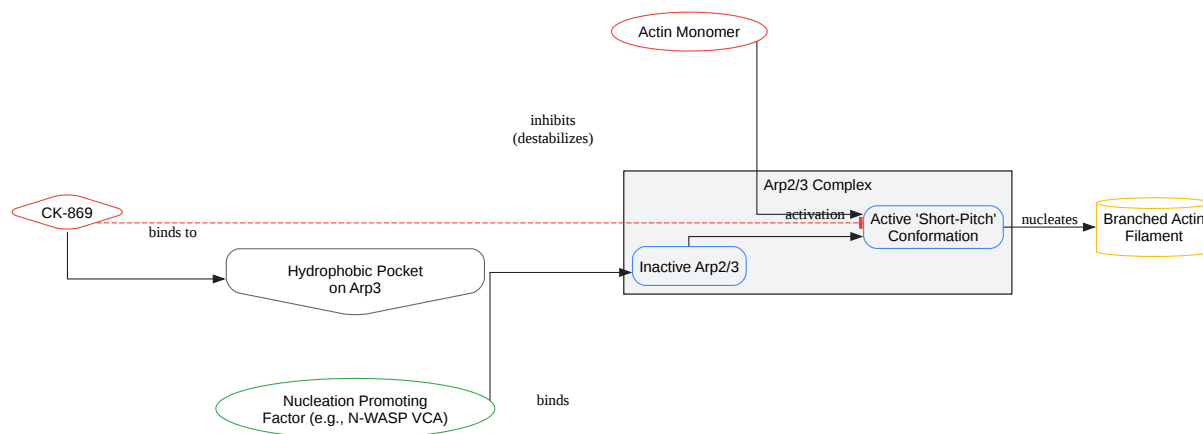 Actin Monomer
inhibits
(destabilizes)
Arp2/3 Complex
CK-869
binds to
activation
Active 'Short-Pitch'
Conformation
nucleates
Branched Actin
Filament
Hydrophobic Pocket
on Arp3
Inactive Arp2/3
Nucleation Promoting
Factor (e.g., N-WASP VCA)
binds